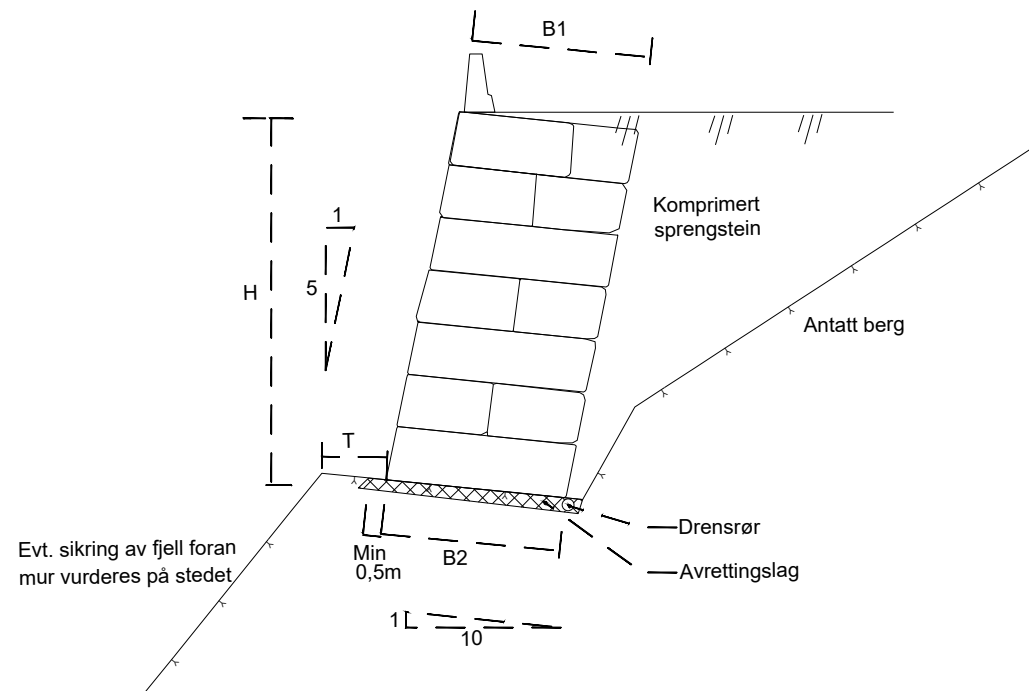 B1
H
1
5
Komprimert
sprengstein
Antatt berg
T
Drensrør
Avrettingslag
Evt. sikring av fjell foran
mur vurderes på stedet
Min
0,5m
B2
1
10